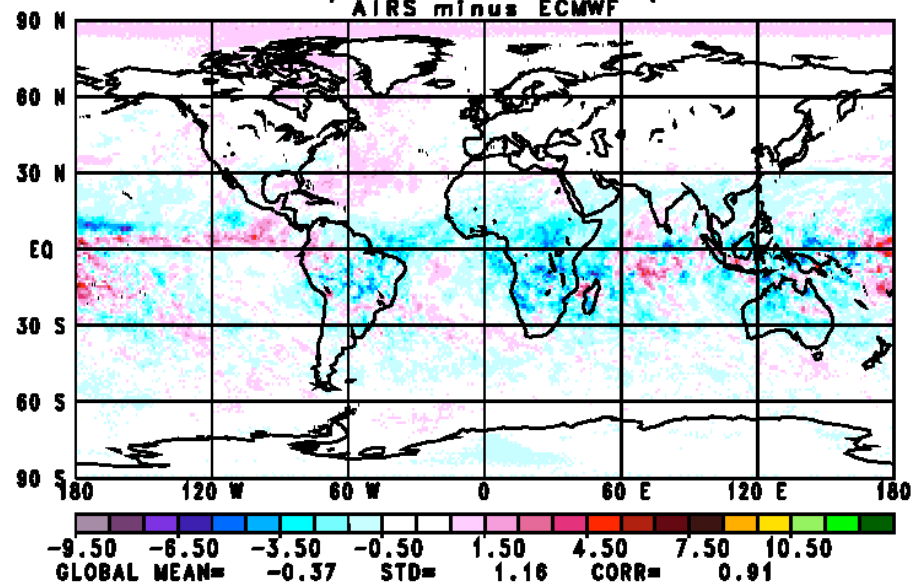 AIRS minus ECMWF
90 N
60 N
30 N
EQ
30 S
60 S
90 S
180 120 W 60 W 0 60 E 120 E 180
-9.50 -6.50 -3.50 -0.50 1.50 4.50 7.50 10.50
GLOBAL MEAN= -0.37 STD= 1.16 CORR= 0.91